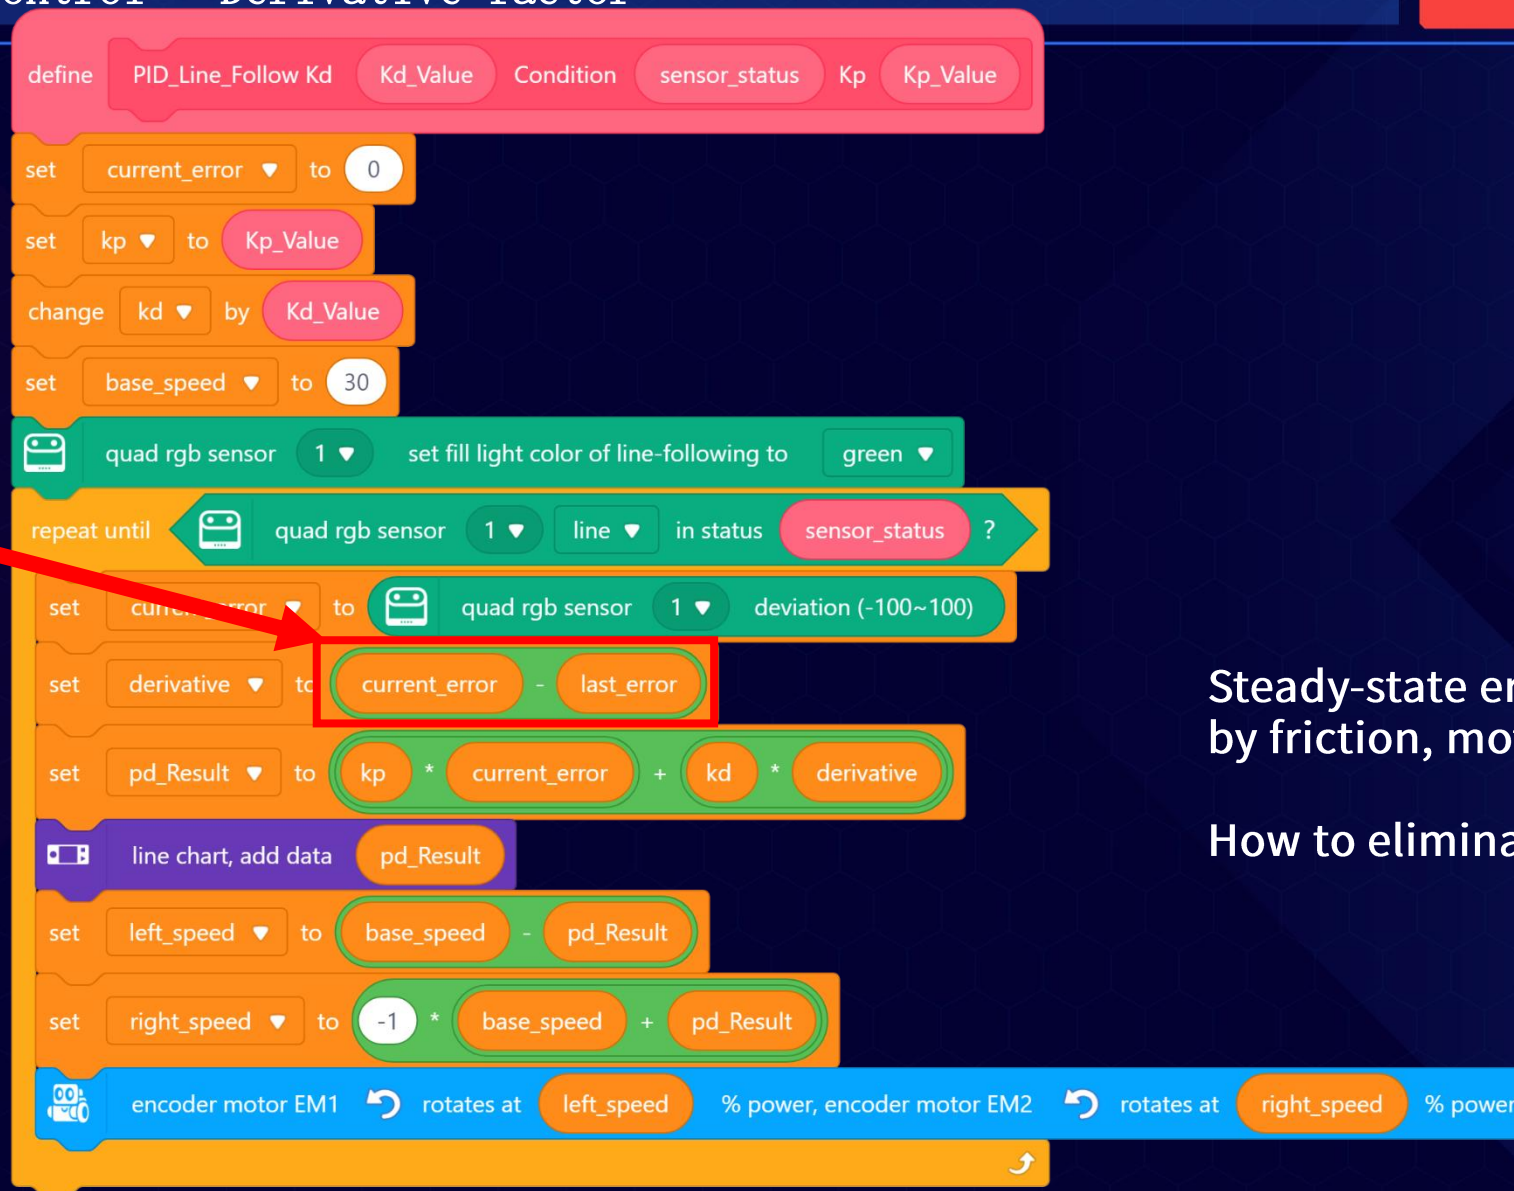 Control - Derivative factor
define PID_Line_Follow Kd Kd_Value Condition sensor_status Kp Kp_Value
set current_error to 0
set kp to Kp_Value
change kd by Kd_Value
set base_speed to 30
quad rgb sensor 1 set fill light color of line-following to green
repeat until quad rgb sensor 1 line in status sensor_status ?
set current_error to quad rgb sensor 1 deviation (-100~100)
set derivative to current_error - last_error
set pd_Result to kp * current_error + kd * derivative
line chart, add data pd_Result
set left_speed to base_speed - pd_Result
set right_speed to -1 * base_speed + pd_Result
encoder motor EM1 rotates at left_speed % power, encoder motor EM2 rotates at right_speed % power
Steady-state
by friction,
How to